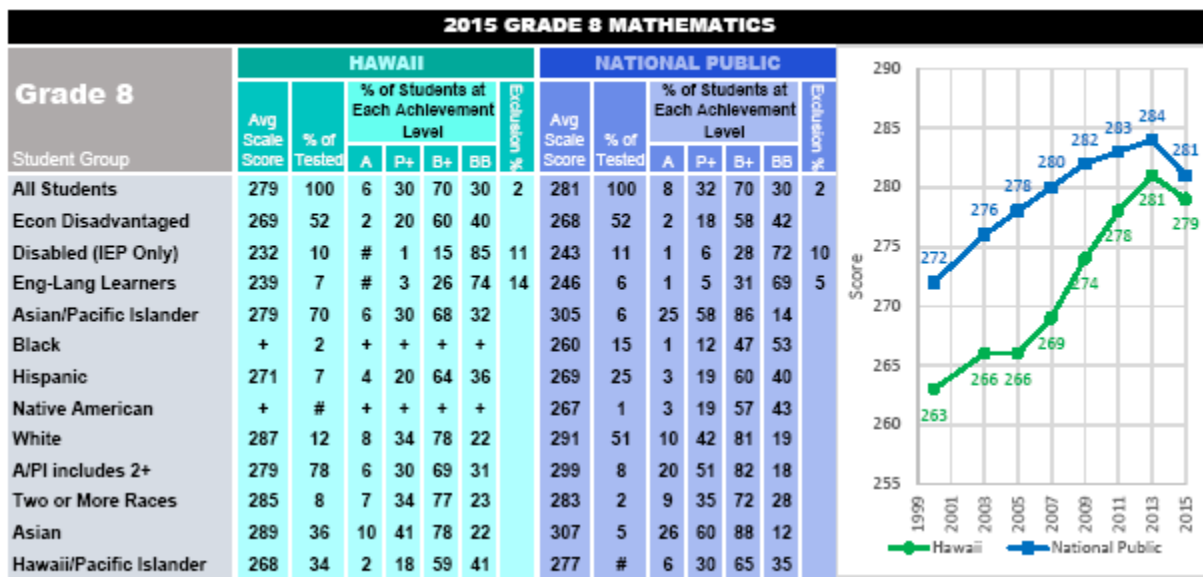 2015 GRADE 8 MATHEMATICS
HAWAII NATIONAL PUBLIC
Grade 8
Student Group
Avg Scale Score % of Tested % of Students at Each Achievement Level Exclusion % Avg Scale Score % of Tested % of Students at Each Achievement Level Exclusion %
A P+ B+ BB A P+ B+ BB
All Students 279 100 6 30 70 30 2 281 100 8 32 70 30 2
Econ Disadvantaged 269 52 2 20 60 40 268 52 2 18 58 42
Disabled (IEP Only) 232 10 # 1 15 85 11 243 11 1 6 28 72 10
Eng-Lang Learners 239 7 # 3 26 74 14 246 6 1 5 31 69 5
Asian/Pacific Islander 279 70 6 30 68 32 305 6 25 58 86 14
Black + 2 + + + + 260 15 1 12 47 53
Hispanic 271 7 4 20 64 36 269 25 3 19 60 40
Native American + # + + + + 267 1 3 19 57 43
White 287 12 8 34 78 22 291 51 10 42 81 19
A/PI includes 2+ 279 78 6 30 69 31 299 8 20 51 82 18
Two or More Races 285 8 7 34 77 23 283 2 9 35 72 28
Asian 289 36 10 41 78 22 307 5 26 60 88 12
Hawaii/Pacific Islander 268 34 2 18 59 41 277 # 6 30 65 35
290
285
280
275
270
265
260
255
Score
272 276 278 280 282 283 284 281
263 266 266 269 274 278 281 279
1999 2001 2003 2005 2007 2009 2011 2013 2015
Hawaii National Public